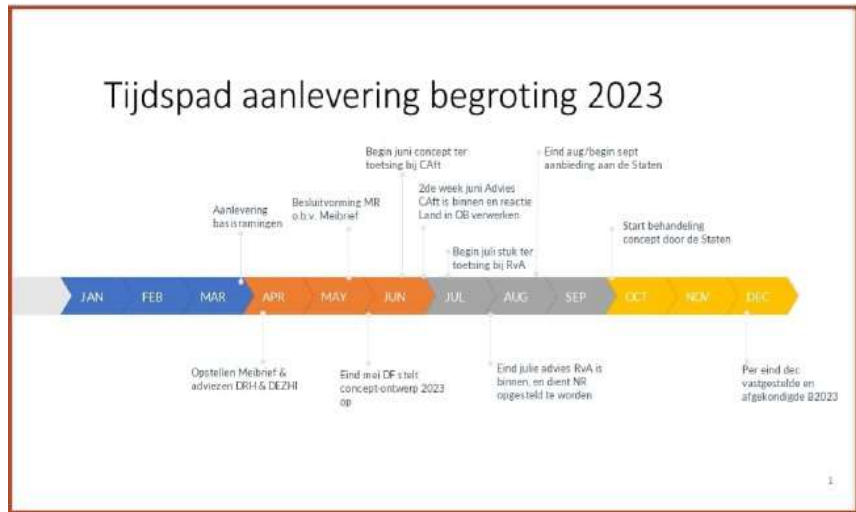 Tijdspad aanlevering begroting 2023
Begin juni concept ter
toetsing bij CAft
Eind aug/begin sept
aanbieding aan de Staten
2de week juni Advies
CAft is binnen en reactie
Land in OB verwerken
Besluitvorming MR
o.b.v. Meibrief
Aanlevering
basisramingen
Start behandeling
concept door de Staten
Begin juli stuk ter
toetsing bij RvA
JAN FEB MAR APR MAY JUN JUL AUG SEP OCT NOV DEC
Opstellen Meibrief &
adviezen DRH & DEZHI
Eind mei DF stelt
concept-ontwerp 2023
op
Eind julie advies RvA is
binnen, en dient NR
opgesteld te worden
Per eind dec
vastgestelde en
afgekondigde B2023
1